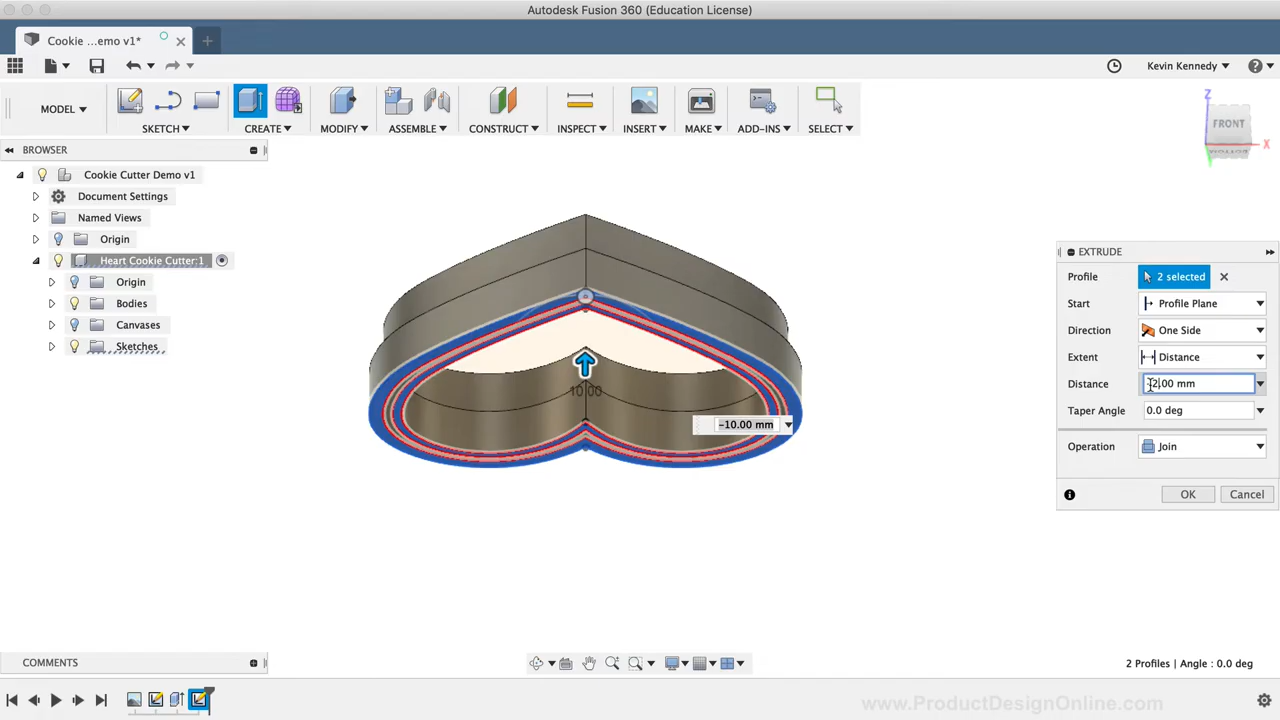 Autodesk Fusion 360 (Education License)
Cookie ...emo v1*
Kevin Kennedy
MODEL
SKETCH
CREATE
MODIFY
ASSEMBLE
CONSTRUCT
INSPECT
INSERT
MAKE
ADD-INS
SELECT
FRONT
Z
X
BROWSER
Cookie Cutter Demo v1
Document Settings
Named Views
Origin
Heart Cookie Cutter:1
Origin
Bodies
Canvases
Sketches
10.00
-10.00 mm
EXTRUDE
Profile 2 selected
Start Profile Plane
Direction One Side
Extent Distance
Distance 2.00 mm
Taper Angle 0.0 deg
Operation Join
OK Cancel
COMMENTS
2 Profiles | Angle : 0.0 deg
www.ProductDesignOnline.com